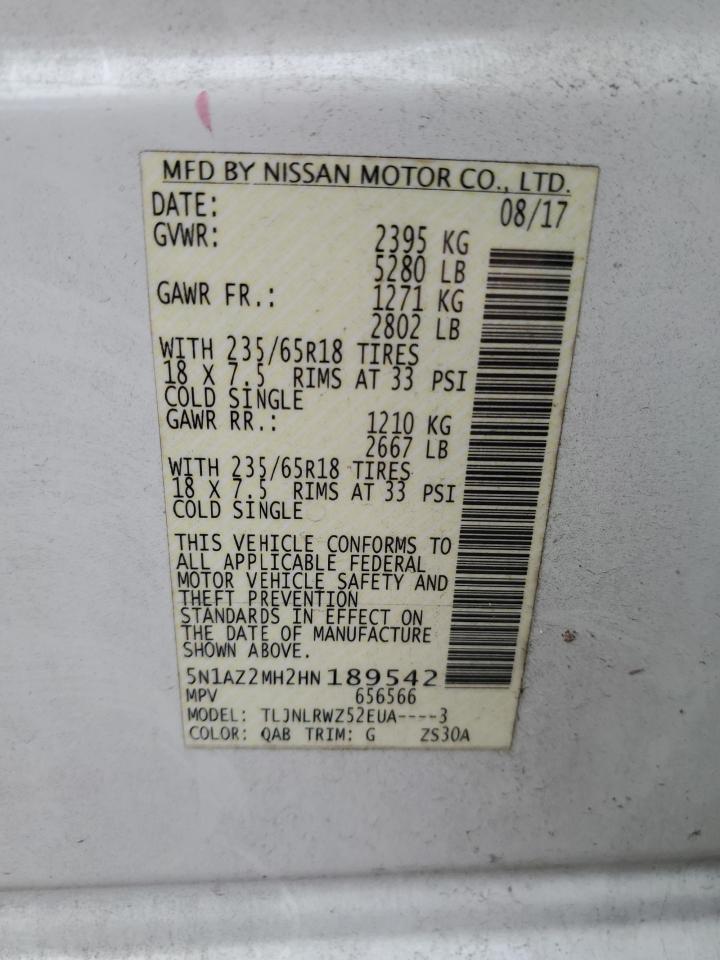 MFD BY NISSAN MOTOR CO., LTD.
DATE: 08/17
GVWR: 2395 KG
5280 LB
GAWR FR.: 1271 KG
2802 LB
WITH 235/65R18 TIRES
18 X 7.5 RIMS AT 33 PSI
COLD SINGLE
GAWR RR.: 1210 KG
2667 LB
WITH 235/65R18 TIRES
18 X 7.5 RIMS AT 33 PSI
COLD SINGLE
THIS VEHICLE CONFORMS TO
ALL APPLICABLE FEDERAL
MOTOR VEHICLE SAFETY AND
THEFT PREVENTION
STANDARDS IN EFFECT ON
THE DATE OF MANUFACTURE
SHOWN ABOVE.
5N1AZ2MH2HN189542
MPV 656566
MODEL: TLJNLRWZ52EUA----3
COLOR: QAB TRIM: G ZS30A